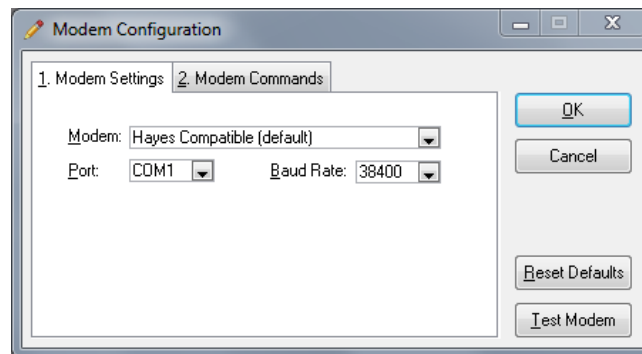 Modem Configuration
1. Modem Settings 2. Modem Commands
Modem: Hayes Compatible (default)
Port: COM1 Baud Rate: 38400
OK
Cancel
Reset Defaults
Test Modem